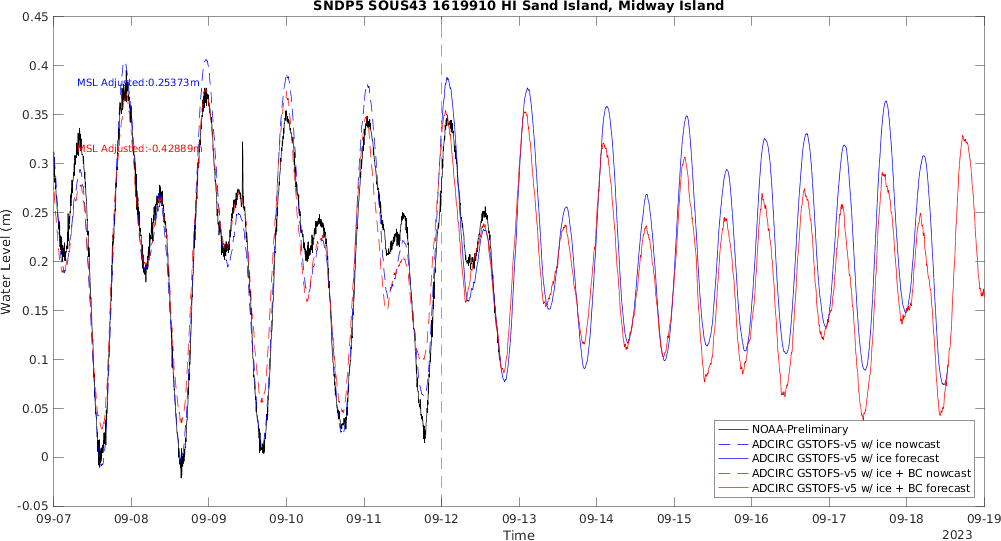 SNDP5 SOUS43 1619910 HI Sand Island, Midway Island
0.45
0.4
0.35
0.3
0.25
0.2
0.15
0.1
0.05
0
-0.05
Water Level (m)
MSL Adjusted:0.25373m
MSL Adjusted:-0.42889m
NOAA-Preliminary
ADCIRC GSTOFS-v5 w/ ice nowcast
ADCIRC GSTOFS-v5 w/ ice forecast
ADCIRC GSTOFS-v5 w/ ice + BC nowcast
ADCIRC GSTOFS-v5 w/ ice + BC forecast
09-07 09-08 09-09 09-10 09-11 09-12 09-13 09-14 09-15 09-16 09-17 09-18 09-19
Time
2023